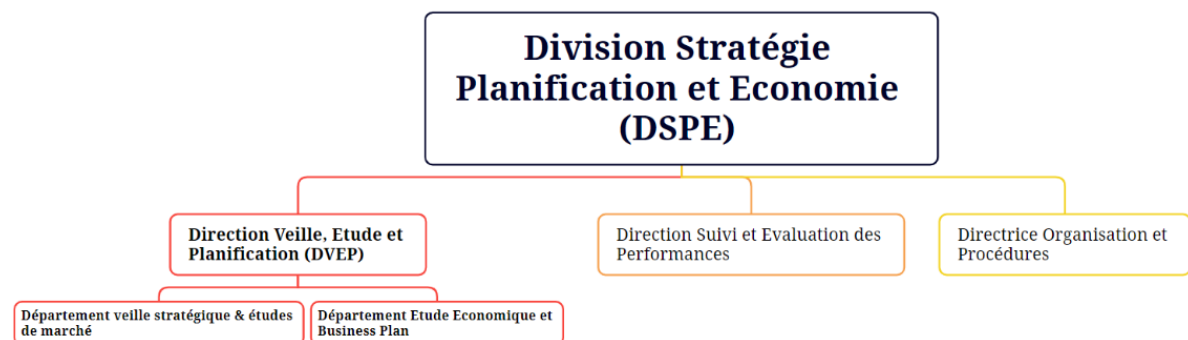 Division Stratégie
Planification et Economie
(DSPE)
Direction Veille, Etude et
Planification (DVEP)
Direction Suivi et Evaluation des
Performances
Directrice Organisation et
Procédures
Département veille stratégique & études
de marché
Département Etude Economique et
Business Plan